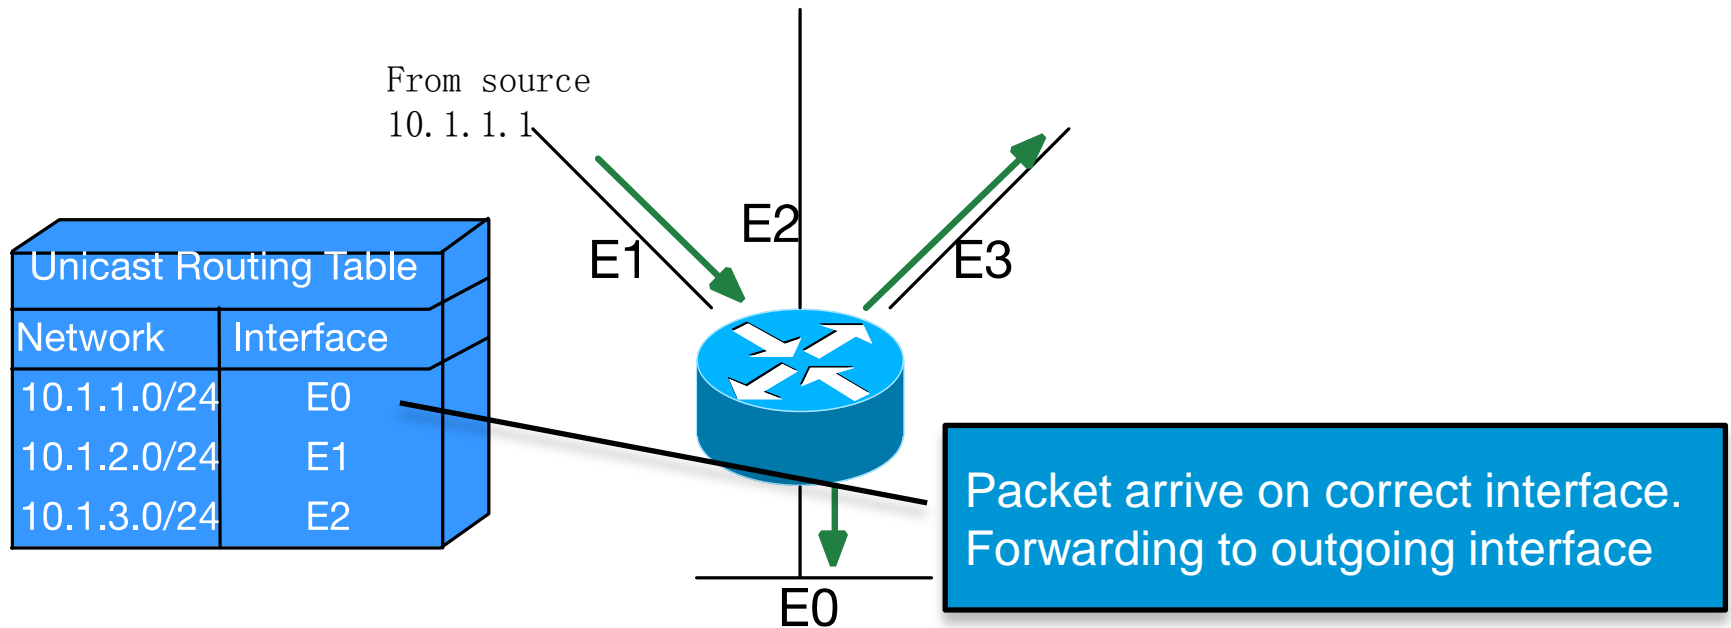 From source
10.1.1.1
E2
E1
E3
Unicast Routing Table
Network Interface
10.1.1.0/24 E0
10.1.2.0/24 E1
10.1.3.0/24 E2
Packet arrive on correct interface.
Forwarding to outgoing interface
E0